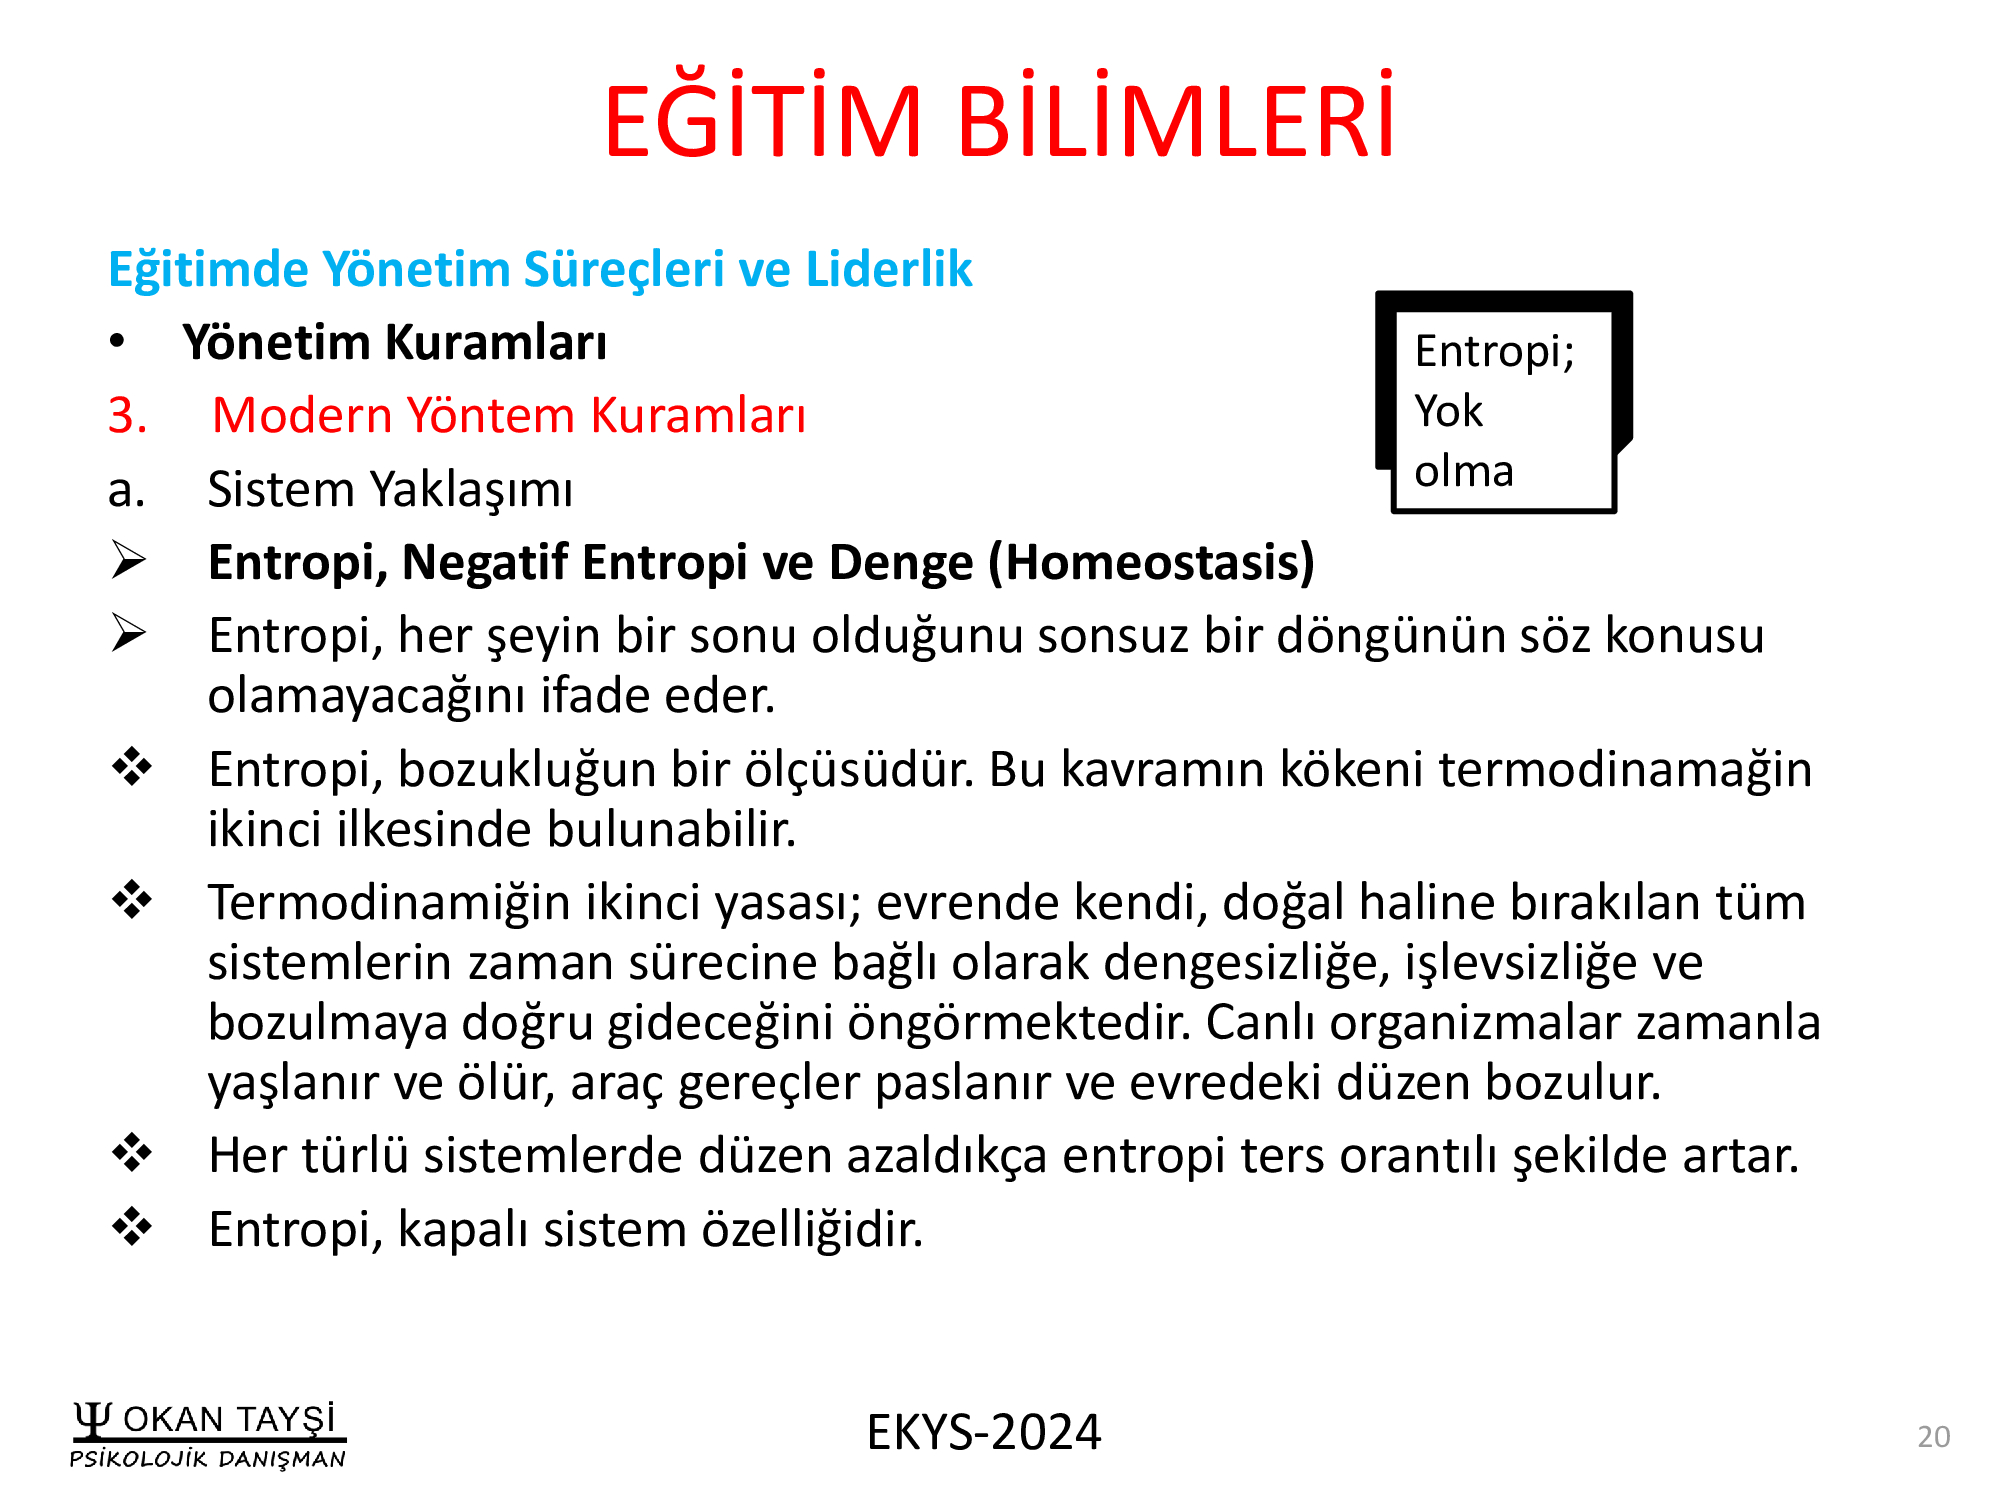 EĞİTİM BİLİMLERİ
Eğitimde Yönetim Süreçleri ve Liderlik
• Yönetim Kuramları
3. Modern Yöntem Kuramları
a. Sistem Yaklaşımı
Entropi;
Yok
olma
➢ Entropi, Negatif Entropi ve Denge (Homeostasis)
➢ Entropi, her şeyin bir sonu olduğunu sonsuz bir döngünün söz konusu
olamayacağını ifade eder.
❖ Entropi, bozukluğun bir ölçüsüdür. Bu kavramın kökeni termodinamağin
ikinci ilkesinde bulunabilir.
❖ Termodinamiğin ikinci yasası; evrende kendi, doğal haline bırakılan tüm
sistemlerin zaman sürecine bağlı olarak dengesizliğe, işlevsizliğe ve
bozulmaya doğru gideceğini öngörmektedir. Canlı organizmalar zamanla
yaşlanır ve ölür, araç gereçler paslanır ve evredeki düzen bozulur.
❖ Her türlü sistemlerde düzen azaldıkça entropi ters orantılı şekilde artar.
❖ Entropi, kapalı sistem özelliğidir.
Ψ OKAN TAYŞİ
PSİKOLOJİK DANIŞMAN
EKYS-2024
20